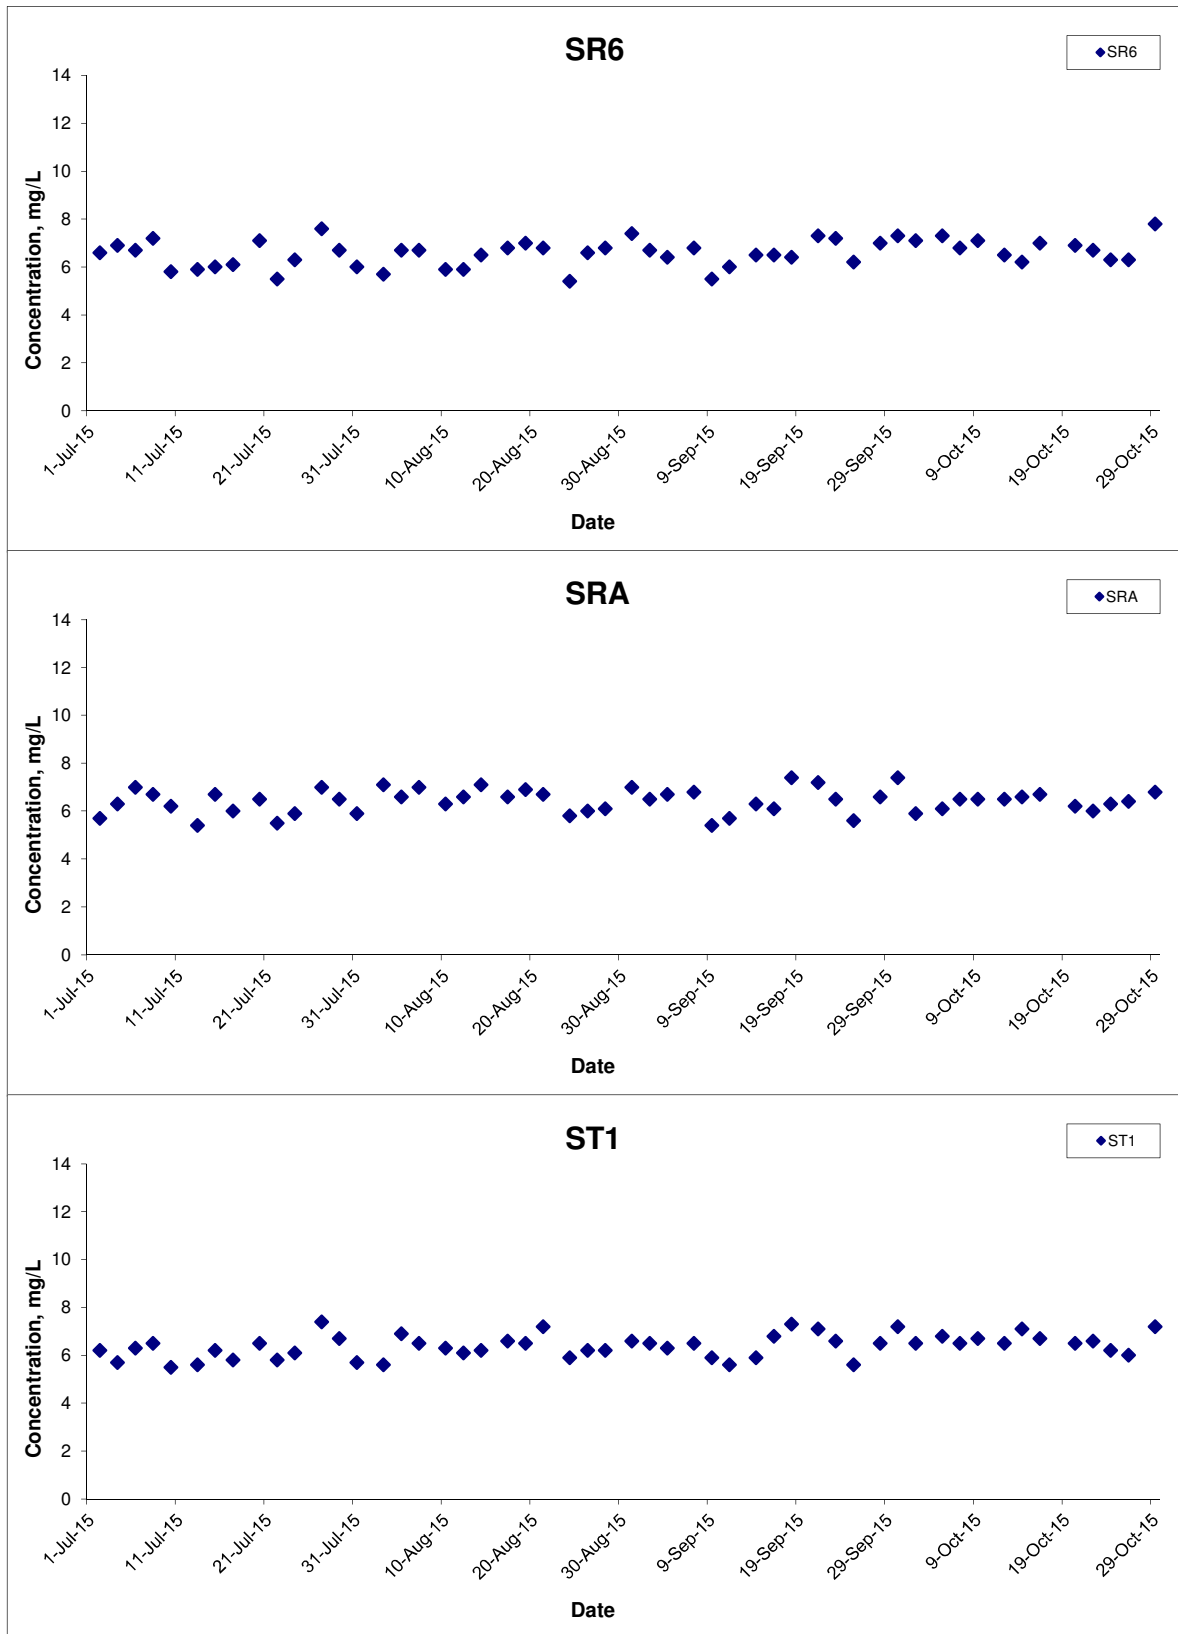 SR6
SR6
14
12
10
8
6
4
2
0
Concentration, mg/L
1-Jul-15
11-Jul-15
21-Jul-15
31-Jul-15
10-Aug-15
20-Aug-15
30-Aug-15
9-Sep-15
19-Sep-15
29-Sep-15
9-Oct-15
19-Oct-15
29-Oct-15
Date
SRA
SRA
14
12
10
8
6
4
2
0
Concentration, mg/L
1-Jul-15
11-Jul-15
21-Jul-15
31-Jul-15
10-Aug-15
20-Aug-15
30-Aug-15
9-Sep-15
19-Sep-15
29-Sep-15
9-Oct-15
19-Oct-15
29-Oct-15
Date
ST1
ST1
14
12
10
8
6
4
2
0
Concentration, mg/L
1-Jul-15
11-Jul-15
21-Jul-15
31-Jul-15
10-Aug-15
20-Aug-15
30-Aug-15
9-Sep-15
19-Sep-15
29-Sep-15
9-Oct-15
19-Oct-15
29-Oct-15
Date